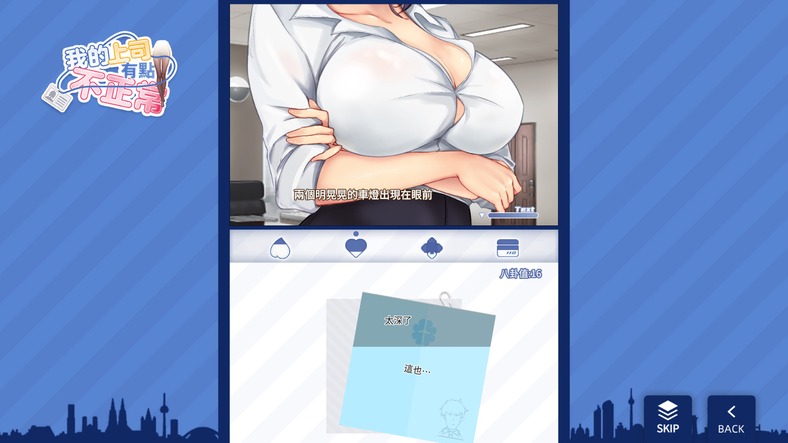 我的上司
有點
不正常
兩個明晃晃的車燈出現在眼前
Text
八卦值:16
太深了
這也…
SKIP
BACK